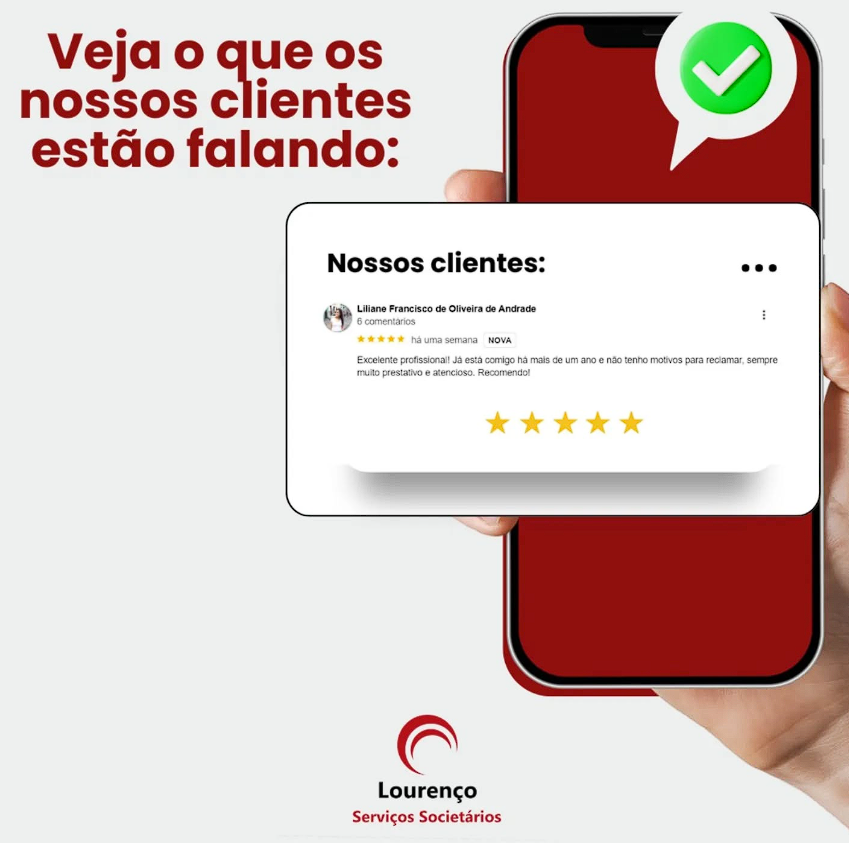 Veja o que os
nossos clientes
estão falando:
Nossos clientes:
Liliane Francisco de Oliveira de Andrade
6 comentários
há uma semana NOVA
Excelente profissional! Já está comigo há mais de um ano e não tenho motivos para reclamar, sempre
muito prestativo e atencioso. Recomendo!
Lourenço
Serviços Societários